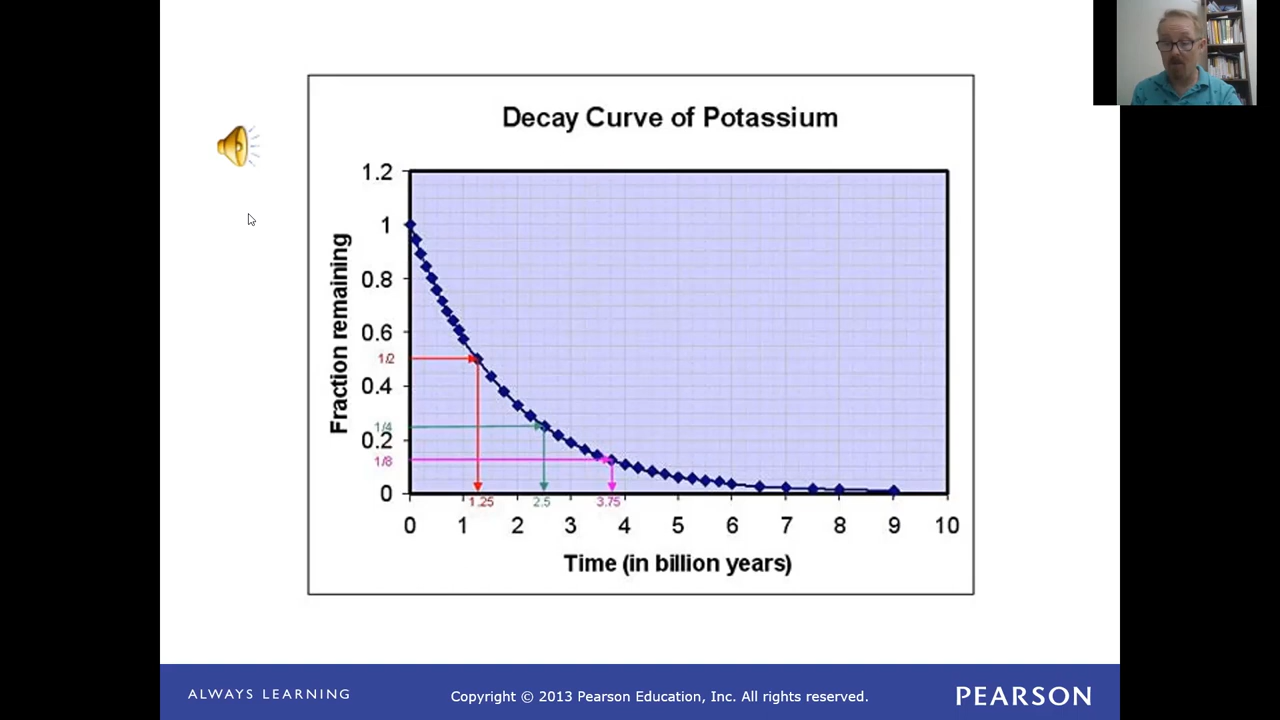 Decay Curve of Potassium
Fraction remaining
1.2
1
0.8
0.6
1/2
0.4
1/4
0.2
1/8
0
1.25 2.5 3.75
0 1 2 3 4 5 6 7 8 9 10
Time (in billion years)
ALWAYS LEARNING
Copyright © 2013 Pearson Education, Inc. All rights reserved.
PEARSON